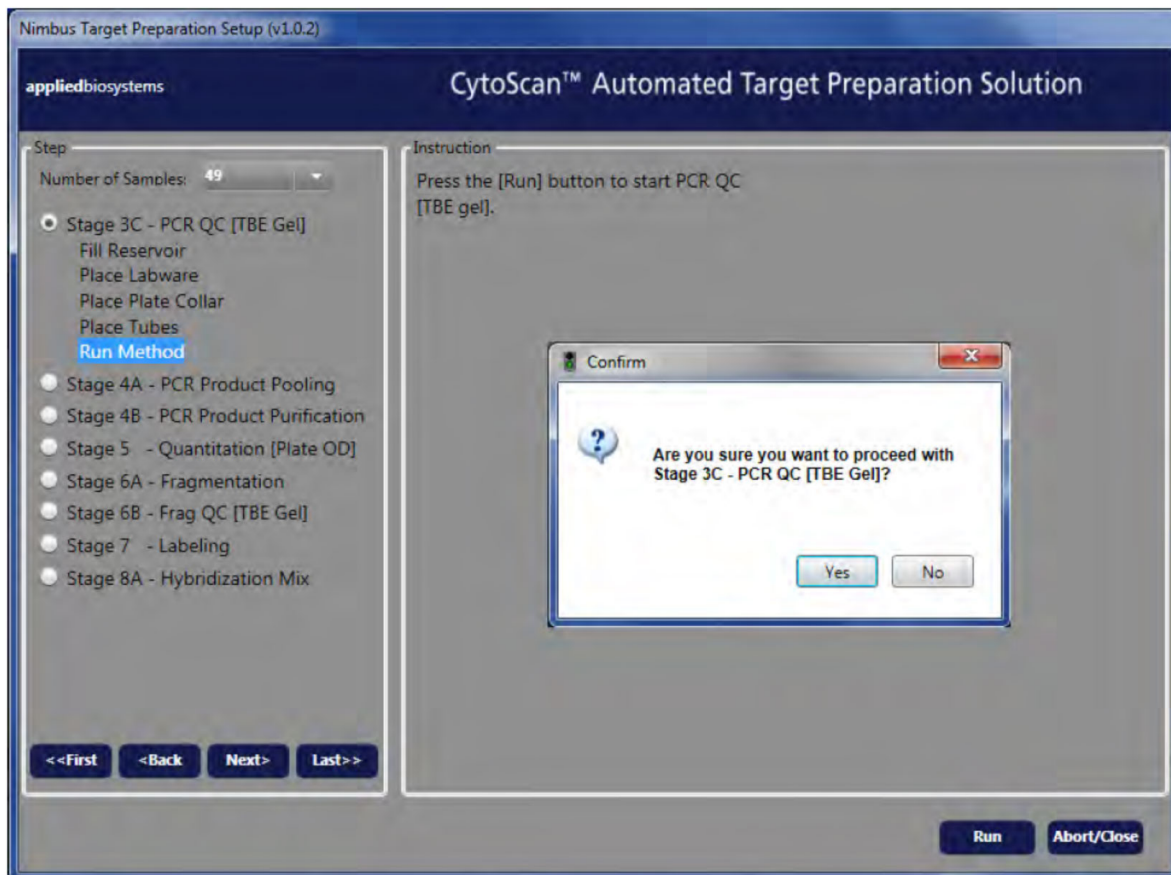 Nimbus Target Preparation Setup (v1.0.2)
appliedbiosystems
CytoScan™ Automated Target Preparation Solution
Step
Number of Samples: 49
Stage 3C - PCR QC [TBE Gel]
Fill Reservoir
Place Labware
Place Plate Collar
Place Tubes
Run Method
Stage 4A - PCR Product Pooling
Stage 4B - PCR Product Purification
Stage 5 - Quantitation [Plate OD]
Stage 6A - Fragmentation
Stage 6B - Frag QC [TBE Gel]
Stage 7 - Labeling
Stage 8A - Hybridization Mix
<<First
<Back
Next>
Last>>
Instruction
Press the [Run] button to start PCR QC
[TBE gel].
Confirm
Are you sure you want to proceed with
Stage 3C - PCR QC [TBE Gel]?
Yes
No
Run
Abort/Close